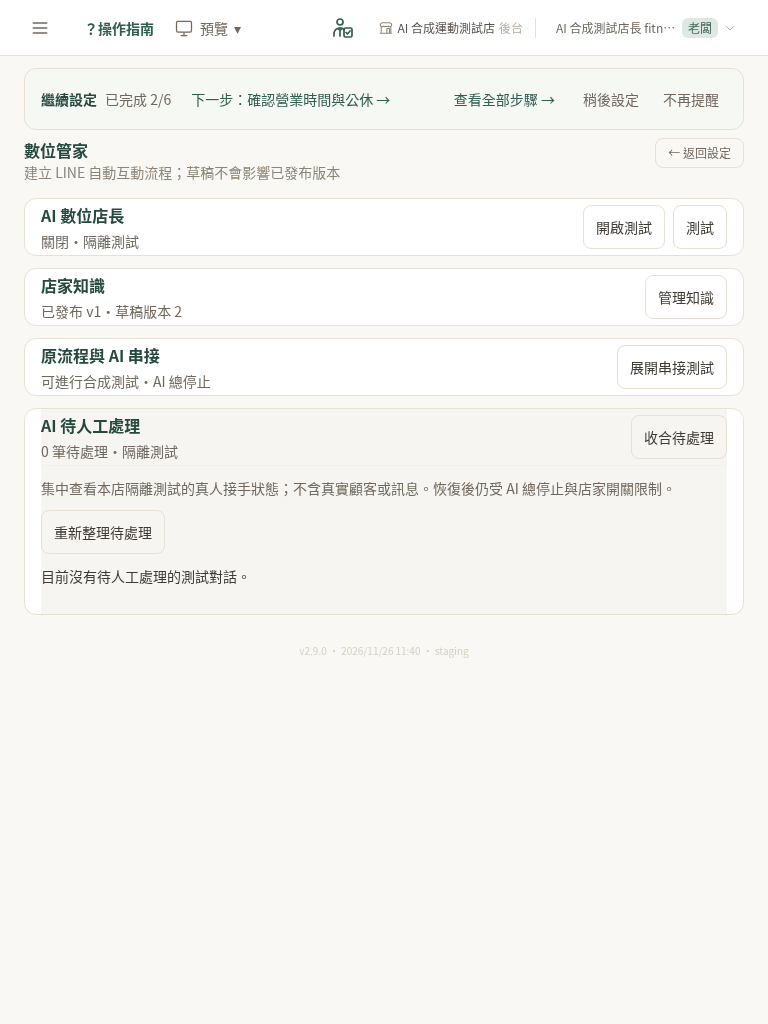 ？操作指南 預覽 ▾ AI 合成運動測試店 後台 AI 合成測試店長 fitn… 老闆
繼續設定 已完成 2/6 下一步：確認營業時間與公休 → 查看全部步驟 → 稍後設定 不再提醒
數位管家
← 返回設定
建立 LINE 自動互動流程；草稿不會影響已發布版本
AI 數位店長
關閉・隔離測試
開啟測試 測試
店家知識
已發布 v1・草稿版本 2
管理知識
原流程與 AI 串接
可進行合成測試・AI 總停止
展開串接測試
AI 待人工處理
0 筆待處理・隔離測試
收合待處理
集中查看本店隔離測試的真人接手狀態；不含真實顧客或訊息。恢復後仍受 AI 總停止與店家開關限制。
重新整理待處理
目前沒有待人工處理的測試對話。
v2.9.0 ・ 2026/11/26 11:40 ・ staging